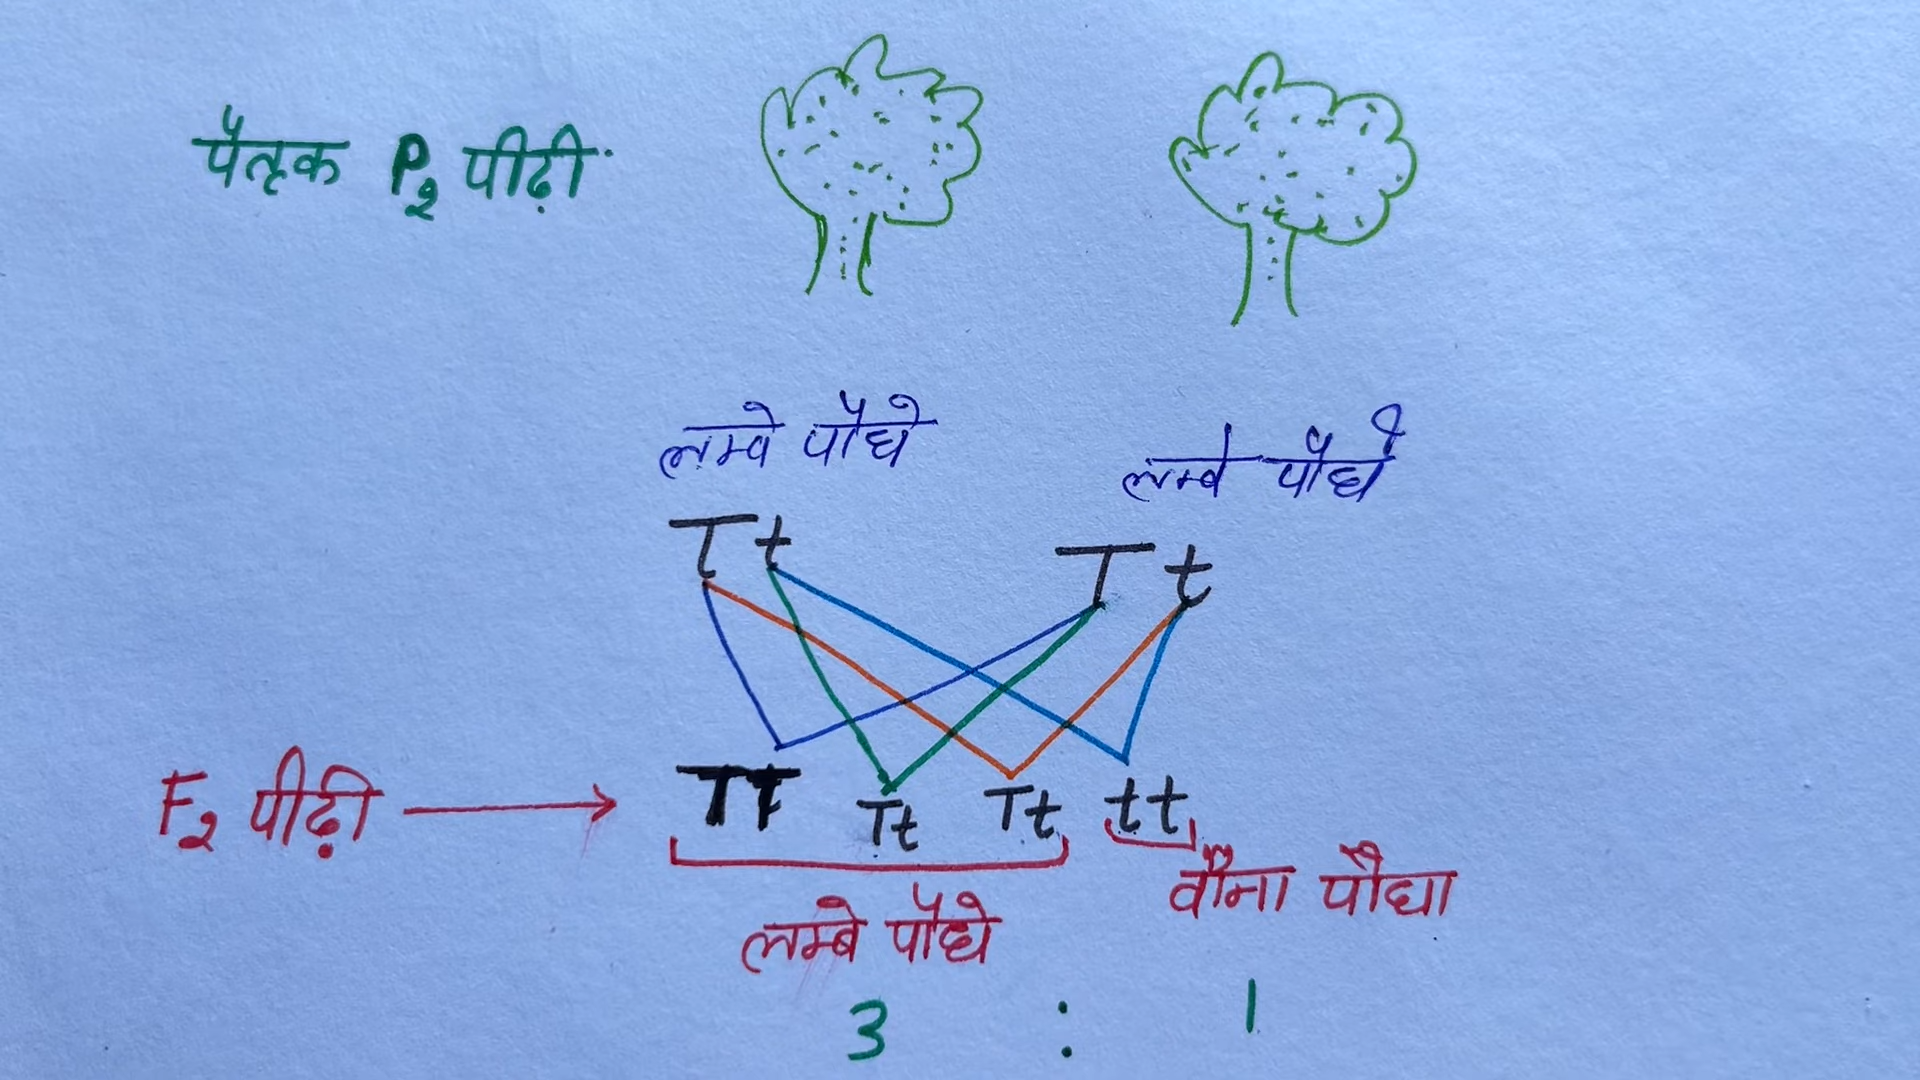 पैतृक P₂ पीढ़ी
लम्बे पौधे लम्बे पौधे
Tt Tt
F₂ पीढ़ी TT Tt Tt tt
लम्बे पौधे बौना पौधा
3 : 1